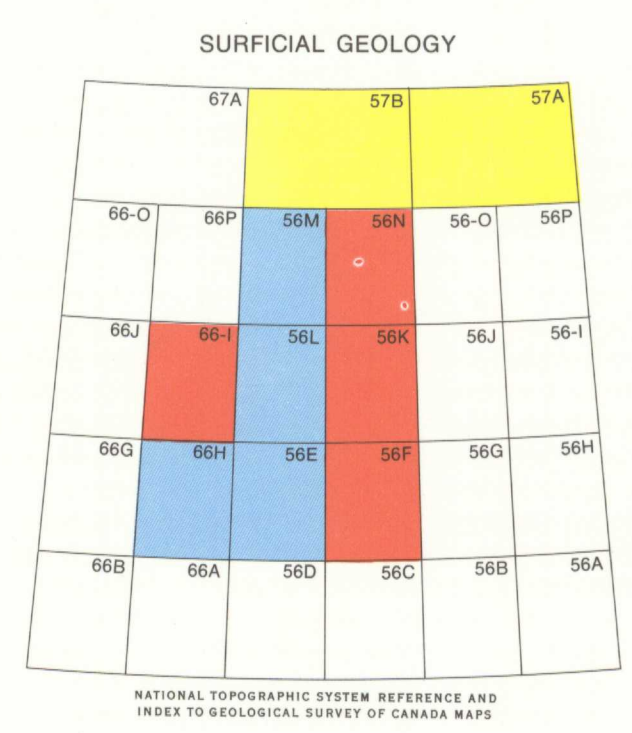 SURFICIAL GEOLOGY
67A 57B 57A
66-O 66P 56M 56N 56-O 56P
66J 66-I 56L 56K 56J 56-I
66G 66H 56E 56F 56G 56H
66B 66A 56D 56C 56B 56A
NATIONAL TOPOGRAPHIC SYSTEM REFERENCE AND
INDEX TO GEOLOGICAL SURVEY OF CANADA MAPS